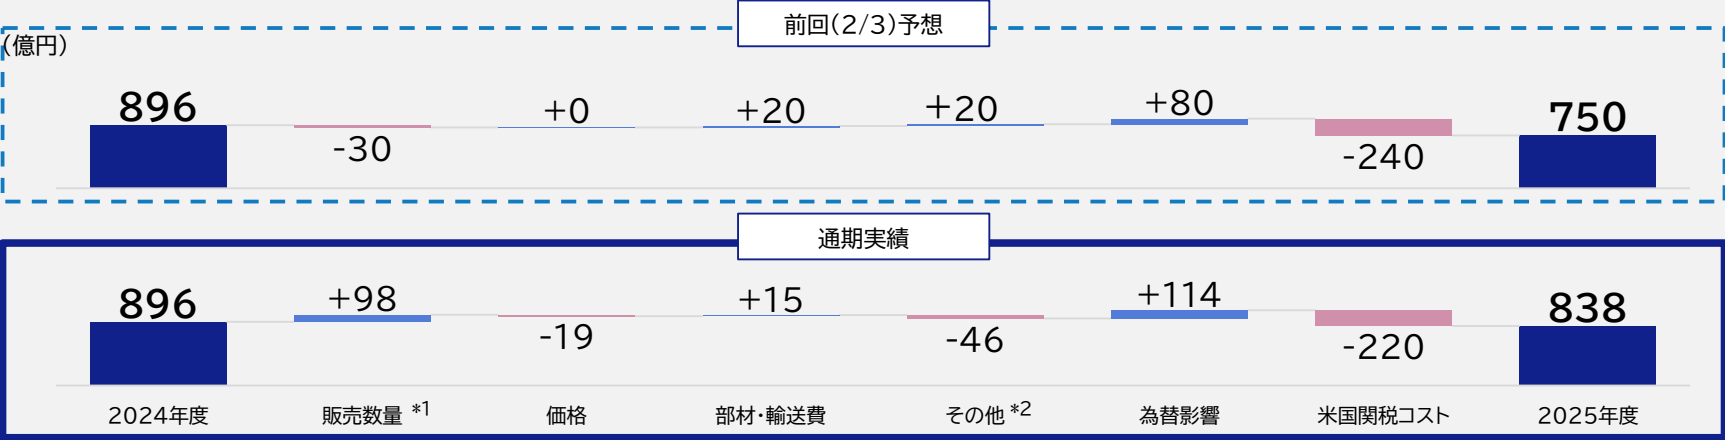 前回(2/3)予想
(億円)
896
-30
+0
+20
+20
+80
-240
750
通期実績
896
+98
-19
+15
-46
+114
-220
838
2024年度
販売数量 *1
価格
部材・輸送費
その他 *2
為替影響
米国関税コスト
2025年度